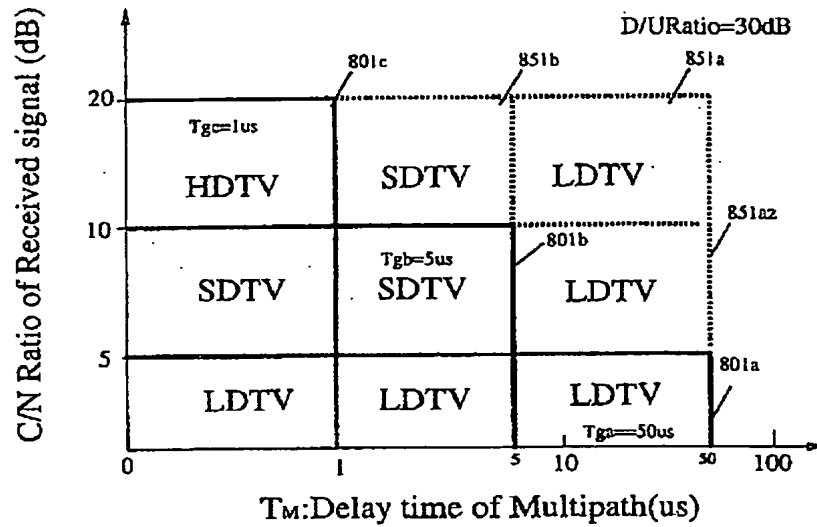 D/URatio=30dB
801c
851b
851a
20
Tgc=1us
HDTV
SDTV
LDTV
851az
10
801b
Tgb=5us
SDTV
SDTV
LDTV
5
801a
LDTV
LDTV
LDTV
Tga=50us
0
1
5
10
50
100
C/N Ratio of Received signal (dB)
TM:Delay time of Multipath(us)